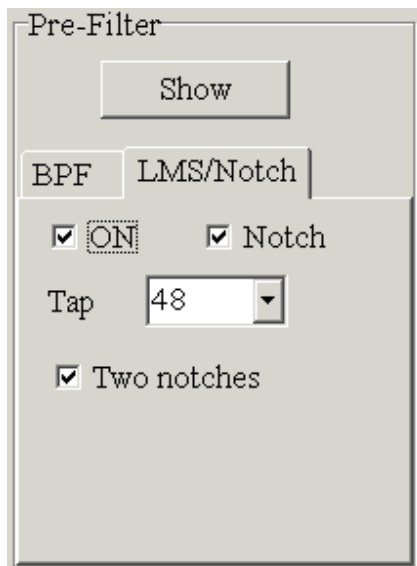 Pre-Filter
Show
BPF LMS/Notch
ON Notch
Tap 48
Two notches